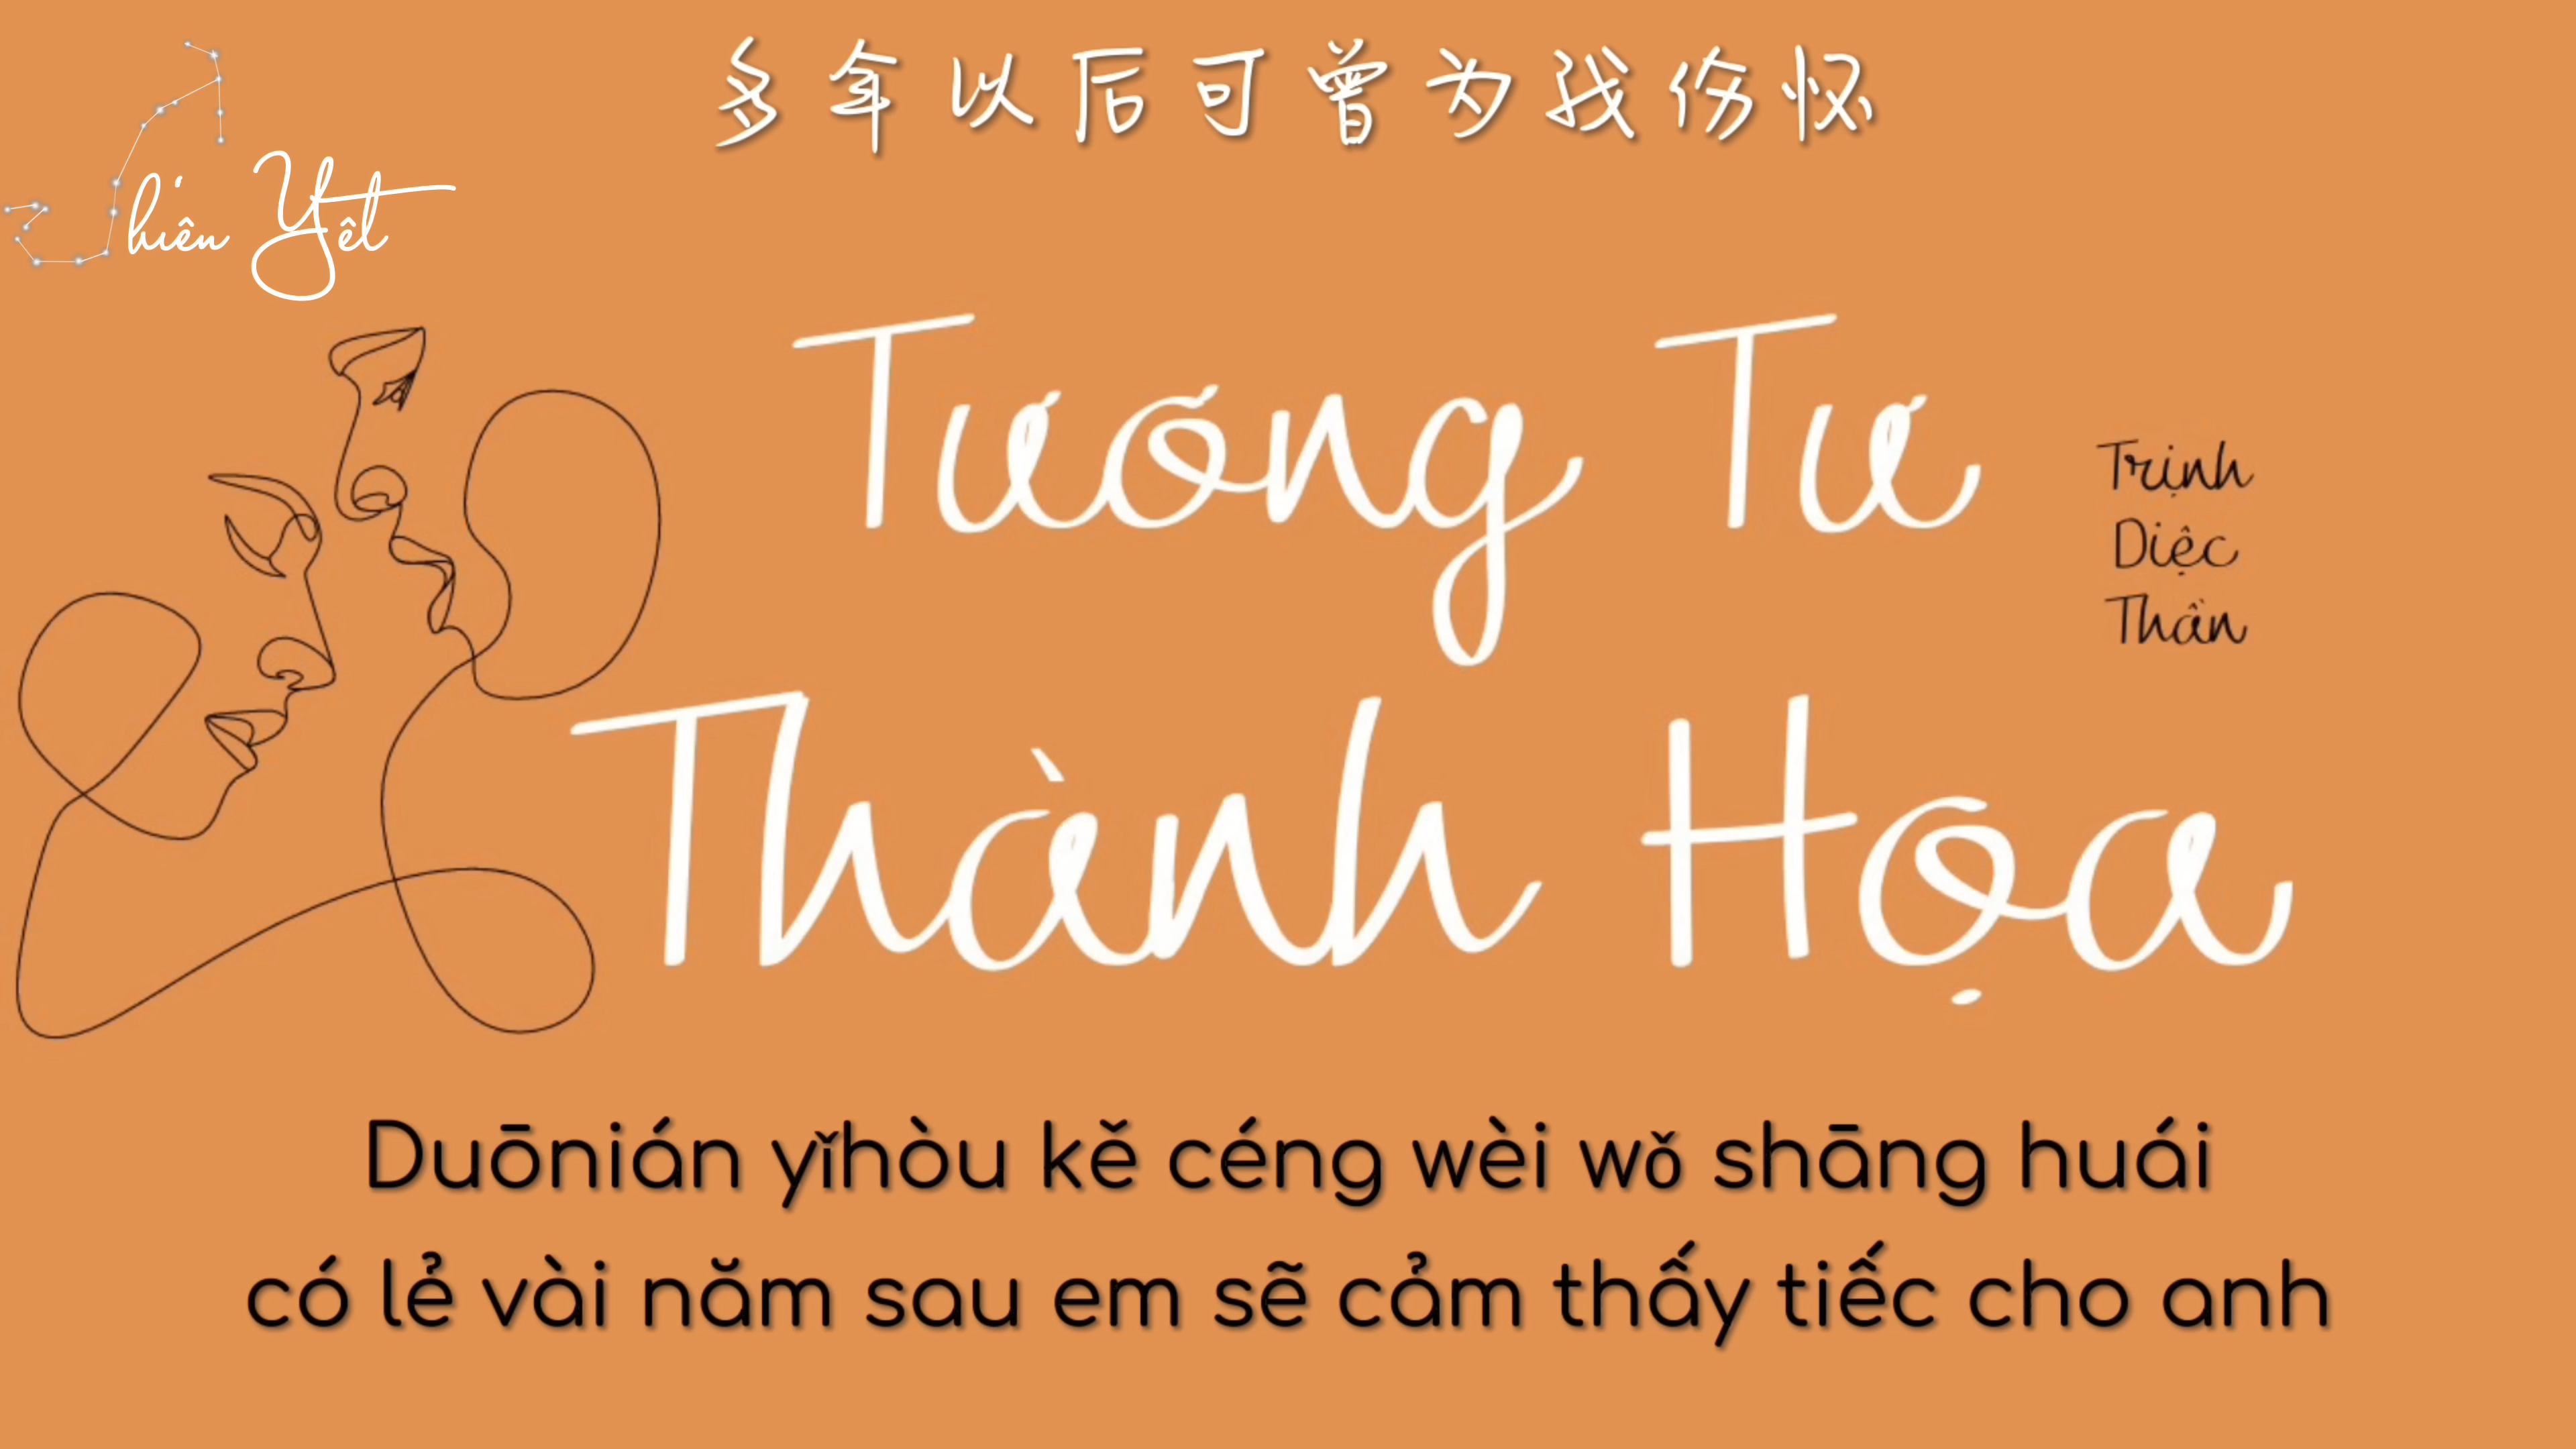 多年以后可曾为我伤怀
Thiên Yết
Tướng Tư
Trịnh
Diệc
Thần
Thành Họa
Duōnián yǐhòu kě céng wèi wǒ shāng huái
có lẻ vài năm sau em sẽ cảm thấy tiếc cho anh